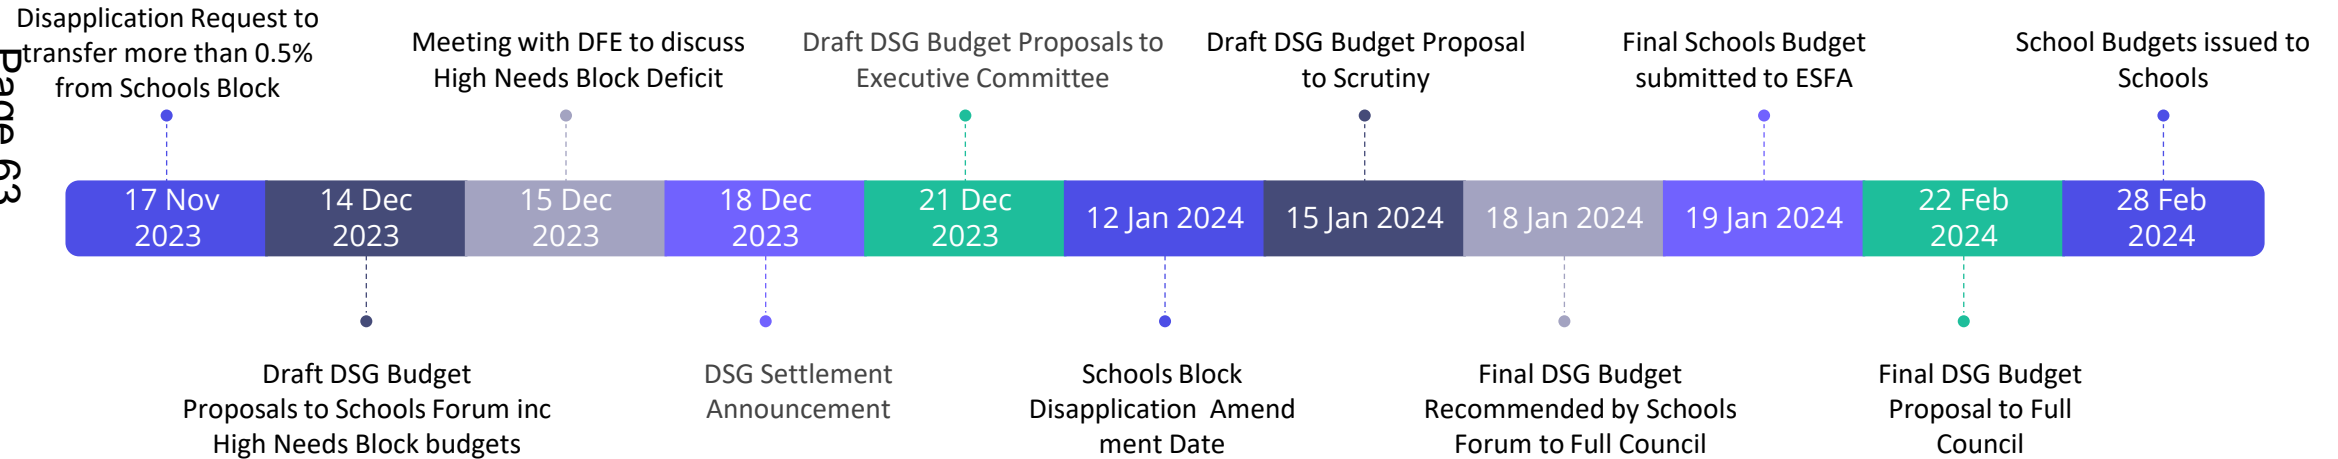 Disapplication Request to
transfer more than 0.5%
from Schools Block
Meeting with DFE to discuss
High Needs Block Deficit
Draft DSG Budget Proposals to
Executive Committee
Draft DSG Budget Proposal
to Scrutiny
Final Schools Budget
submitted to ESFA
School Budgets issued to
Schools
Page 63
17 Nov
2023
14 Dec
2023
15 Dec
2023
18 Dec
2023
21 Dec
2023
12 Jan 2024
15 Jan 2024
18 Jan 2024
19 Jan 2024
22 Feb
2024
28 Feb
2024
Draft DSG Budget
Proposals to Schools Forum inc
High Needs Block budgets
DSG Settlement
Announcement
Schools Block
Disapplication  Amend
ment Date
Final DSG Budget
Recommended by Schools
Forum to Full Council
Final DSG Budget
Proposal to Full
Council